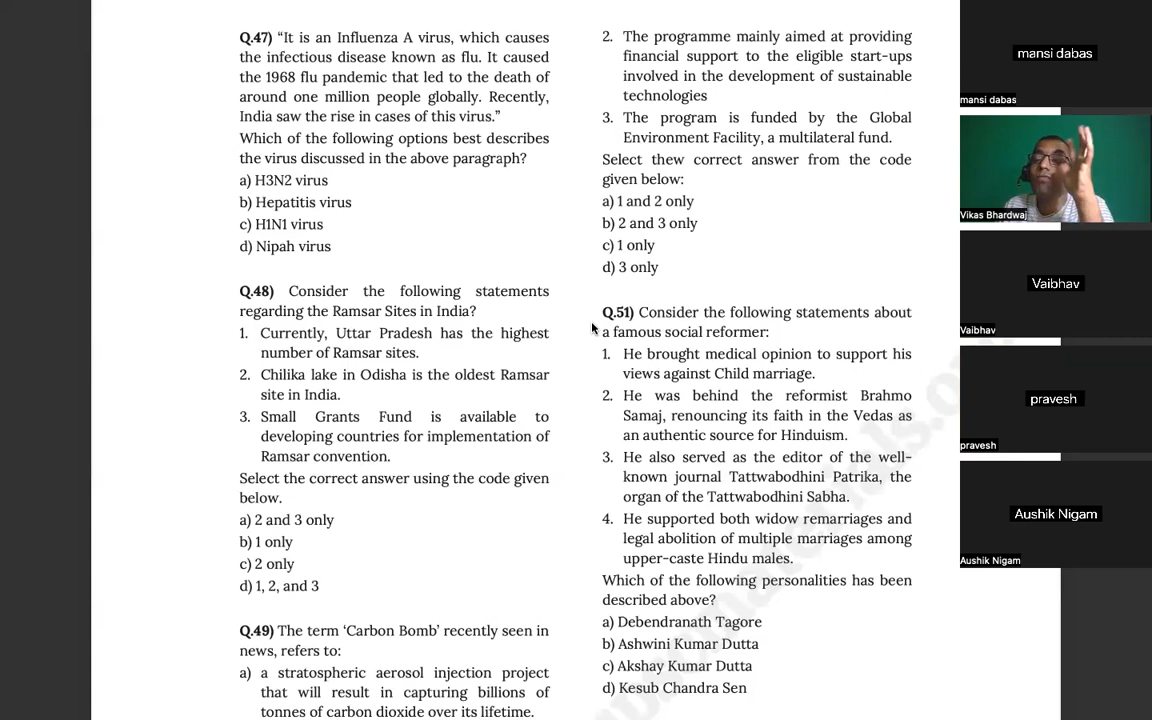 Q.47) “It is an Influenza A virus, which causes
the infectious disease known as flu. It caused
the 1968 flu pandemic that led to the death of
around one million people globally. Recently,
India saw the rise in cases of this virus.”
Which of the following options best describes
the virus discussed in the above paragraph?
a) H3N2 virus
b) Hepatitis virus
c) H1N1 virus
d) Nipah virus
Q.48) Consider the following statements
regarding the Ramsar Sites in India?
1. Currently, Uttar Pradesh has the highest
number of Ramsar sites.
2. Chilika lake in Odisha is the oldest Ramsar
site in India.
3. Small Grants Fund is available to
developing countries for implementation of
Ramsar convention.
Select the correct answer using the code given
below.
a) 2 and 3 only
b) 1 only
c) 2 only
d) 1, 2, and 3
Q.49) The term ‘Carbon Bomb’ recently seen in
news, refers to:
a) a stratospheric aerosol injection project
that will result in capturing billions of
tonnes of carbon dioxide over its lifetime.
2. The programme mainly aimed at providing
financial support to the eligible start-ups
involved in the development of sustainable
technologies
3. The program is funded by the Global
Environment Facility, a multilateral fund.
Select thew correct answer from the code
given below:
a) 1 and 2 only
b) 2 and 3 only
c) 1 only
d) 3 only
Q.51) Consider the following statements about
a famous social reformer:
1. He brought medical opinion to support his
views against Child marriage.
2. He was behind the reformist Brahmo
Samaj, renouncing its faith in the Vedas as
an authentic source for Hinduism.
3. He also served as the editor of the well-
known journal Tattwabodhini Patrika, the
organ of the Tattwabodhini Sabha.
4. He supported both widow remarriages and
legal abolition of multiple marriages among
upper-caste Hindu males.
Which of the following personalities has been
described above?
a) Debendranath Tagore
b) Ashwini Kumar Dutta
c) Akshay Kumar Dutta
d) Kesub Chandra Sen
mansi dabas
mansi dabas
Vikas Bhardwaj
Vaibhav
Vaibhav
pravesh
pravesh
Aushik Nigam
Aushik Nigam